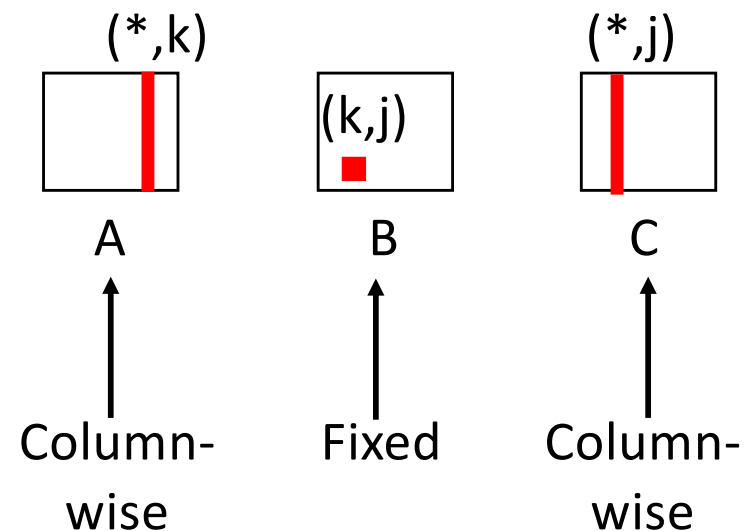 (*,k)
(*,j)
(k,j)
A
B
C
Column-
wise
Fixed
Column-
wise